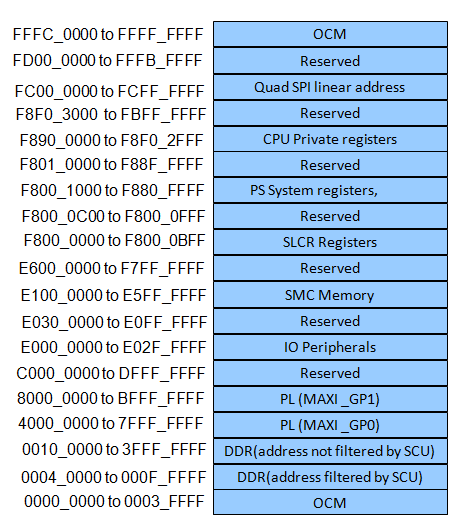 FFFC_0000 to FFFF_FFFF OCM
FD00_0000 to FFFB_FFFF Reserved
FC00_0000 to FCFF_FFFF Quad SPI linear address
F8F0_3000 to FBFF_FFFF Reserved
F890_0000 to F8F0_2FFF CPU Private registers
F801_0000 to F88F_FFFF Reserved
F800_1000 to F880_FFFF PS System registers,
F800_0C00 to F800_0FFF Reserved
F800_0000 to F800_0BFF SLCR Registers
E600_0000 to F7FF_FFFF Reserved
E100_0000 to E5FF_FFFF SMC Memory
E030_0000 to E0FF_FFFF Reserved
E000_0000 to E02F_FFFF IO Peripherals
C000_0000 to DFFF_FFFF Reserved
8000_0000 to BFFF_FFFF PL (MAXI _GP1)
4000_0000 to 7FFF_FFFF PL (MAXI _GP0)
0010_0000 to 3FFF_FFFF DDR(address not filtered by SCU)
0004_0000 to 000F_FFFF DDR(address filtered by SCU)
0000_0000 to 0003_FFFF OCM